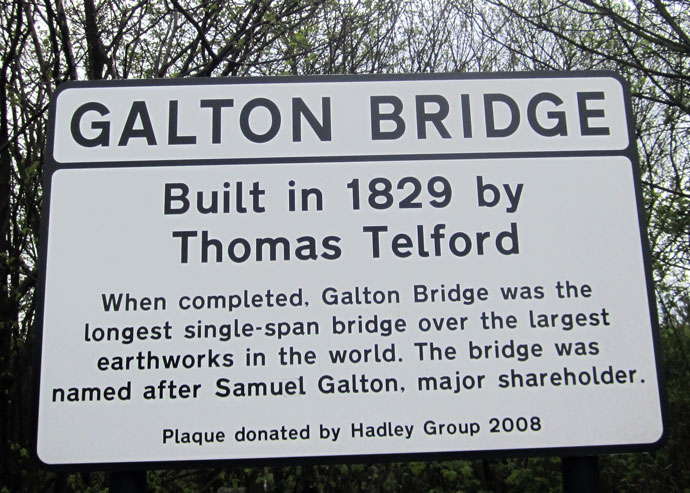 GALTON BRIDGE
Built in 1829 by
Thomas Telford
When completed, Galton Bridge was the
longest single-span bridge over the largest
earthworks in the world. The bridge was
named after Samuel Galton, major shareholder.
Plaque donated by Hadley Group 2008